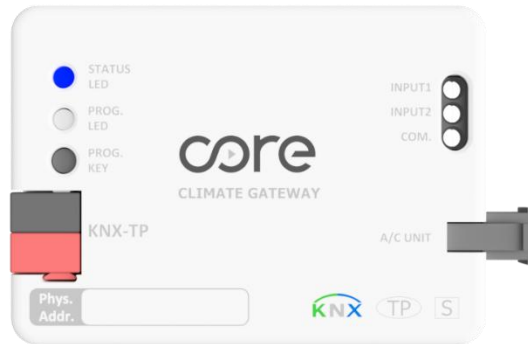 STATUS
LED
PROG.
LED
PROG.
KEY
INPUT1
INPUT2
COM.
core
CLIMATE GATEWAY
KNX-TP
A/C UNIT
Phys.
Addr.
KNX TP S